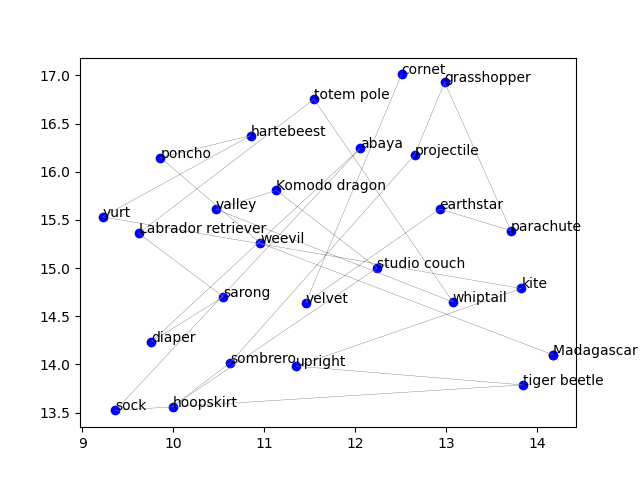 17.0
cornet
grasshopper
totem pole
16.5
hartebeest
abaya
poncho
projectile
16.0
Komodo dragon
valley
earthstar
yurt
15.5
parachute
Labrador retriever
weevil
15.0
studio couch
sarong
velvet
whiptail
kite
14.5
diaper
Madagascar
sombrero
upright
14.0
tiger beetle
sock
hoopskirt
13.5
9 10 11 12 13 14